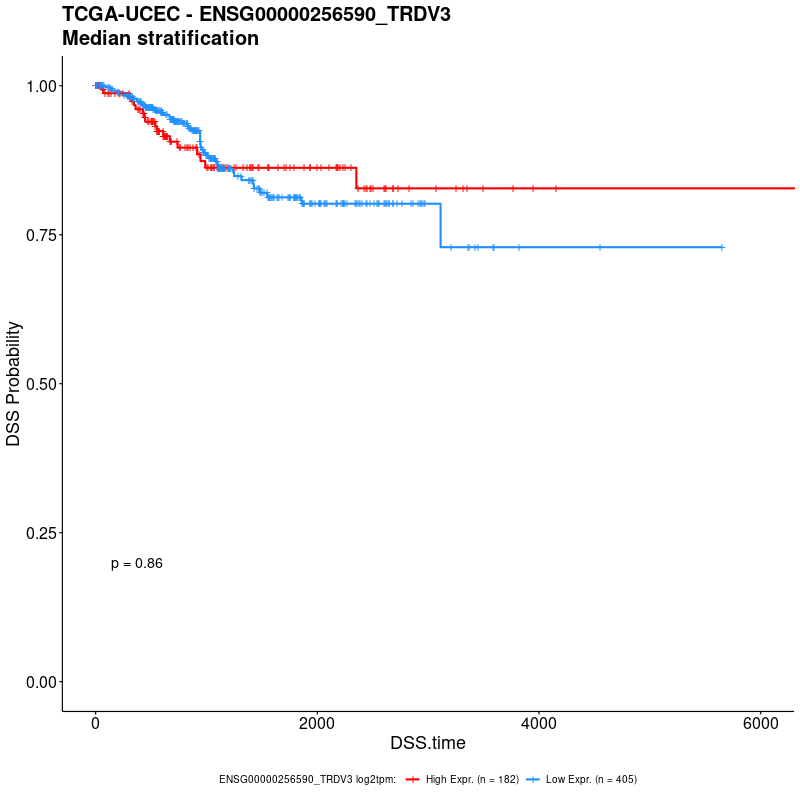 TCGA-UCEC - ENSG00000256590_TRDV3
Median stratification
1.00
0.75
0.50
0.25
0.00
DSS Probability
p = 0.86
0 2000 4000 6000
DSS.time
ENSG00000256590_TRDV3 log2tpm: High Expr. (n = 182) Low Expr. (n = 405)